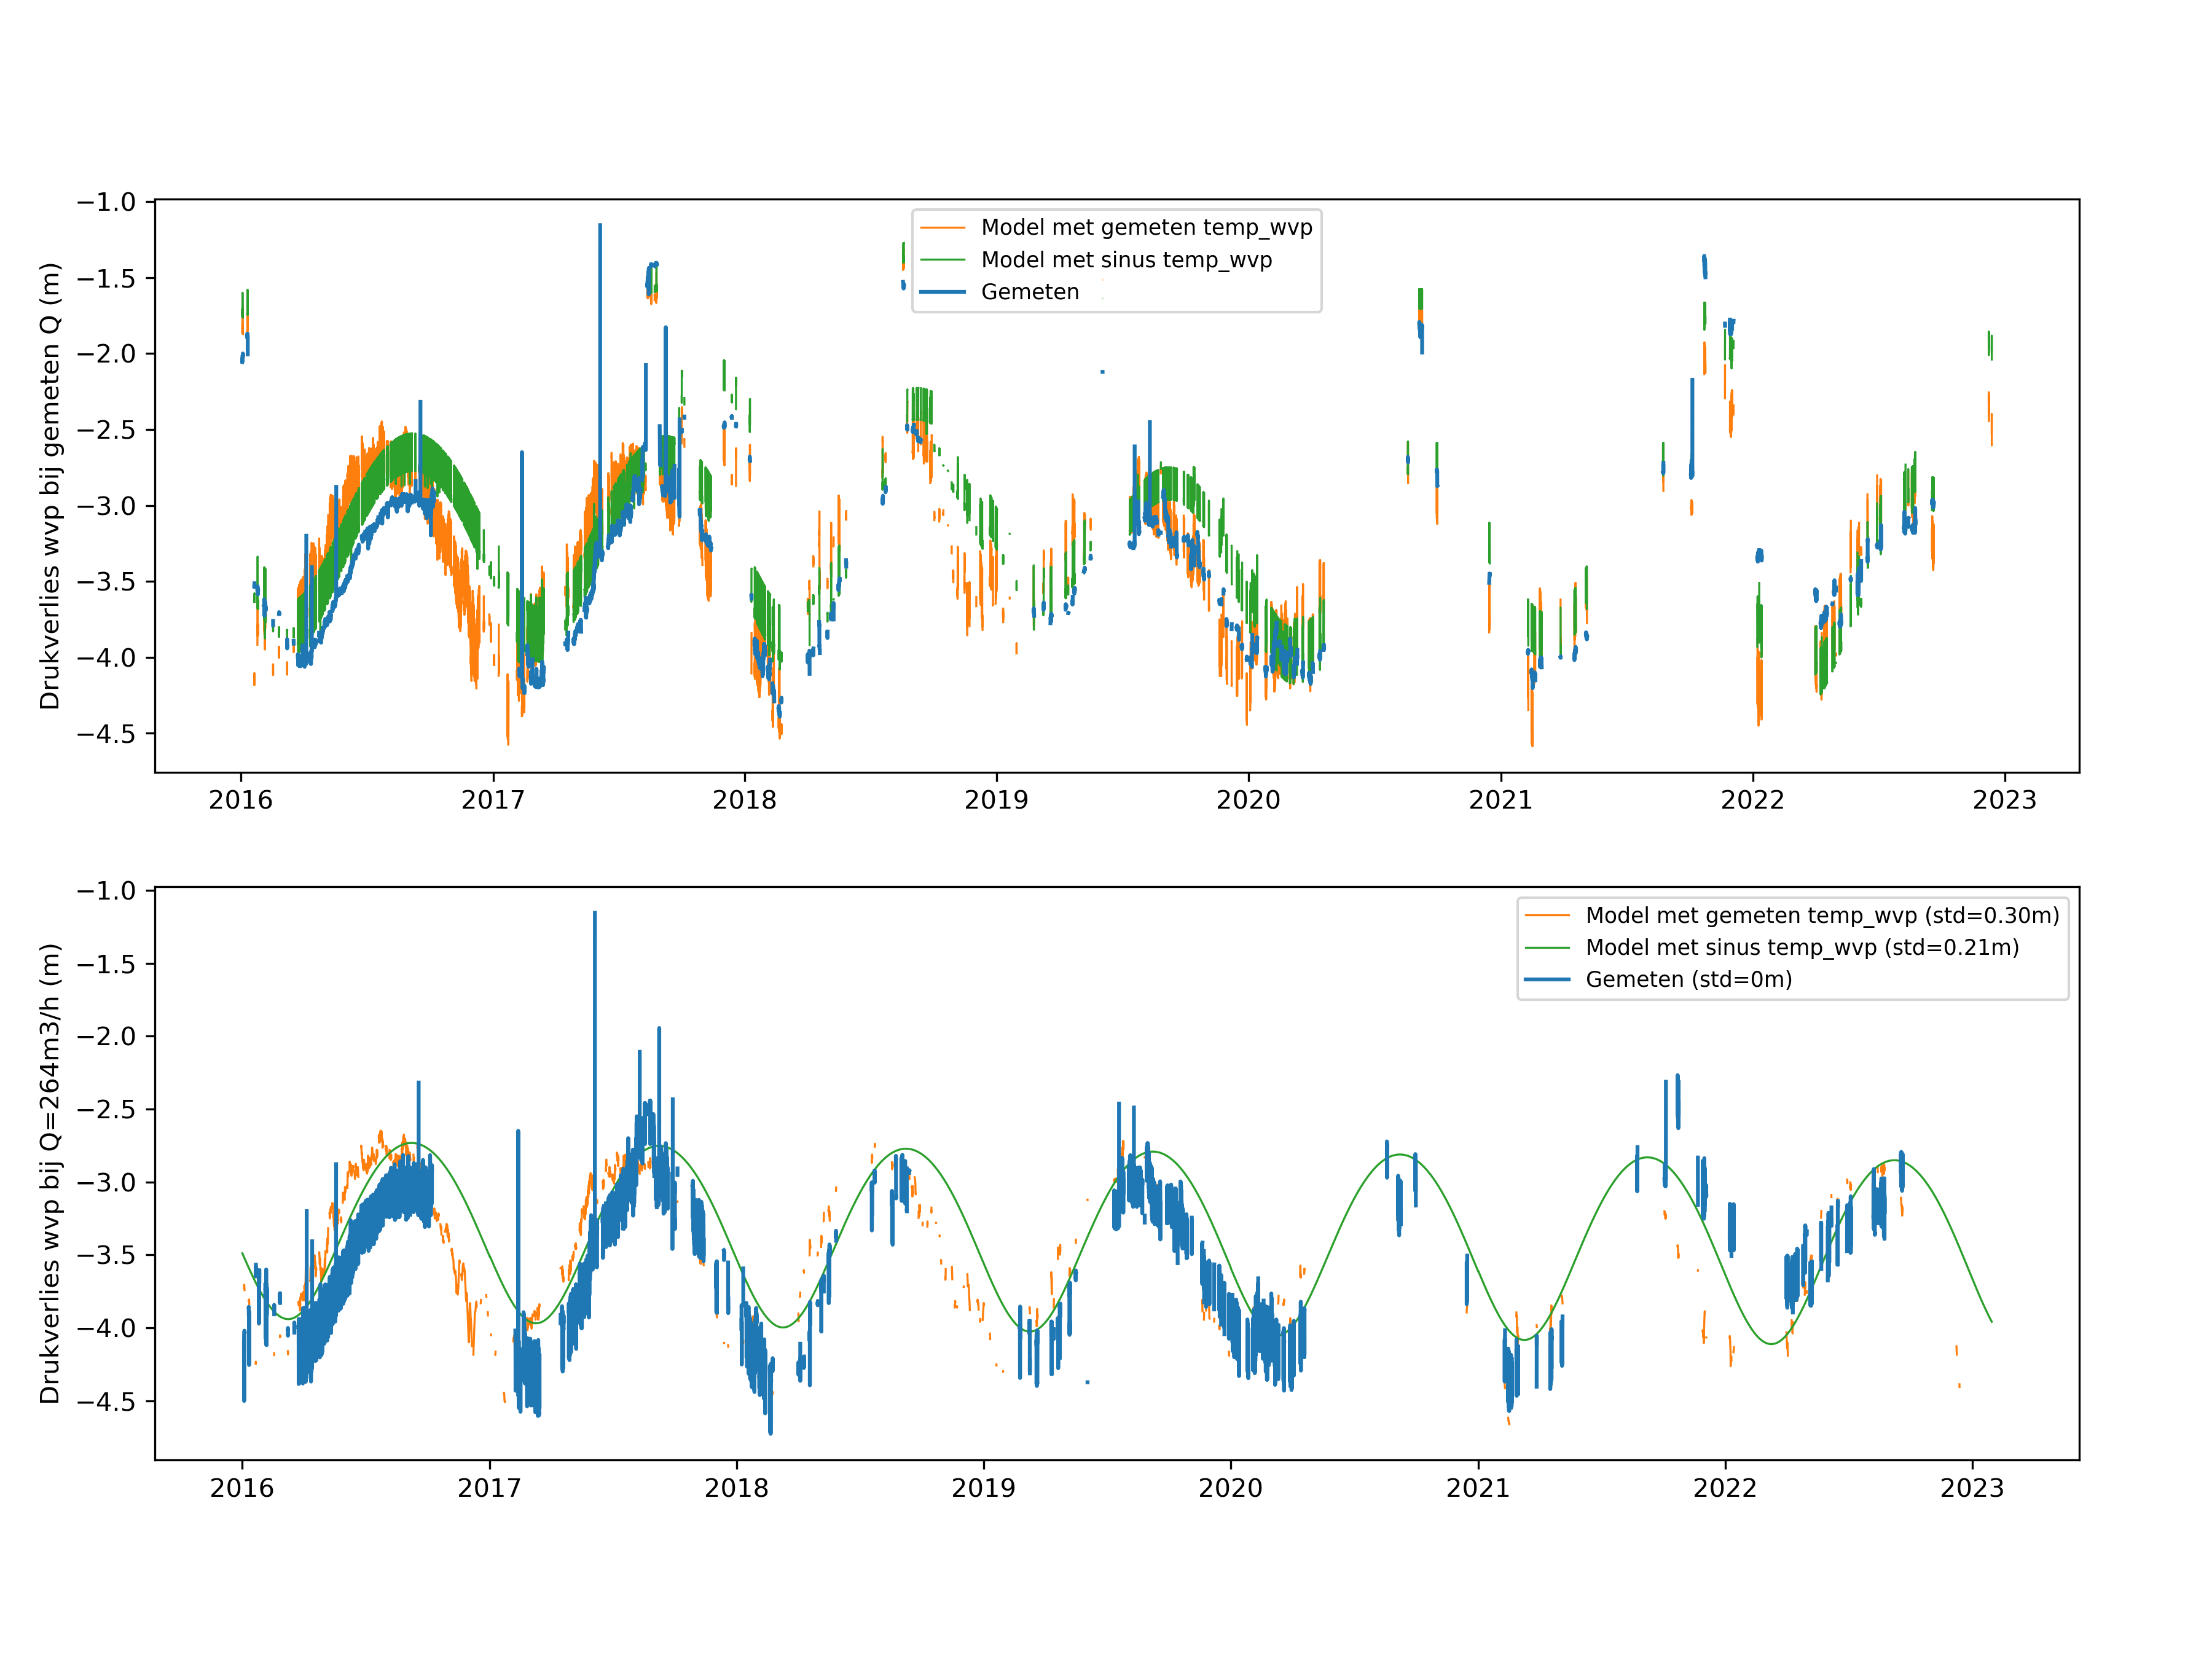 Drukverlies wvp bij gemeten Q (m)
−1.0
−1.5
−2.0
−2.5
−3.0
−3.5
−4.0
−4.5
Model met gemeten temp_wvp
Model met sinus temp_wvp
Gemeten
2016 2017 2018 2019 2020 2021 2022 2023
Drukverlies wvp bij Q=264m3/h (m)
−1.0
−1.5
−2.0
−2.5
−3.0
−3.5
−4.0
−4.5
Model met gemeten temp_wvp (std=0.30m)
Model met sinus temp_wvp (std=0.21m)
Gemeten (std=0m)
2016 2017 2018 2019 2020 2021 2022 2023